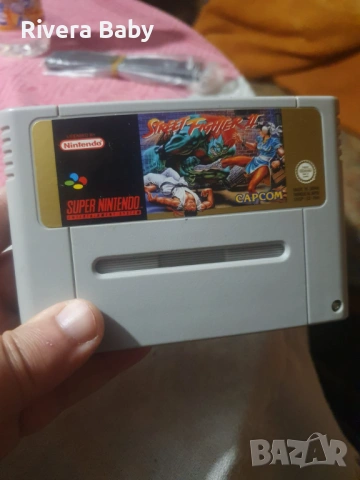 Rivera Baby
Nintendo
STREET FIGHTER II
SUPER NINTENDO
ENTERTAINMENT SYSTEM
CAPCOM
BAZAR